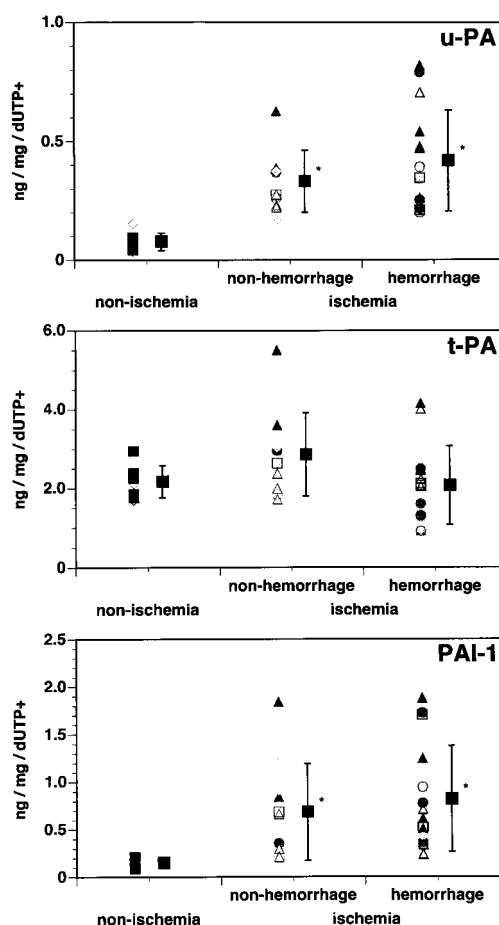 u-PA
1.0
0.5
0
ng / mg / dUTP+
*
*
non-hemorrhage hemorrhage
non-ischemia ischemia
t-PA
6.0
4.0
2.0
0
ng / mg / dUTP+
non-hemorrhage hemorrhage
non-ischemia ischemia
PAI-1
2.5
2.0
1.5
1.0
0.5
0
ng / mg / dUTP+
*
*
non-hemorrhage hemorrhage
non-ischemia ischemia